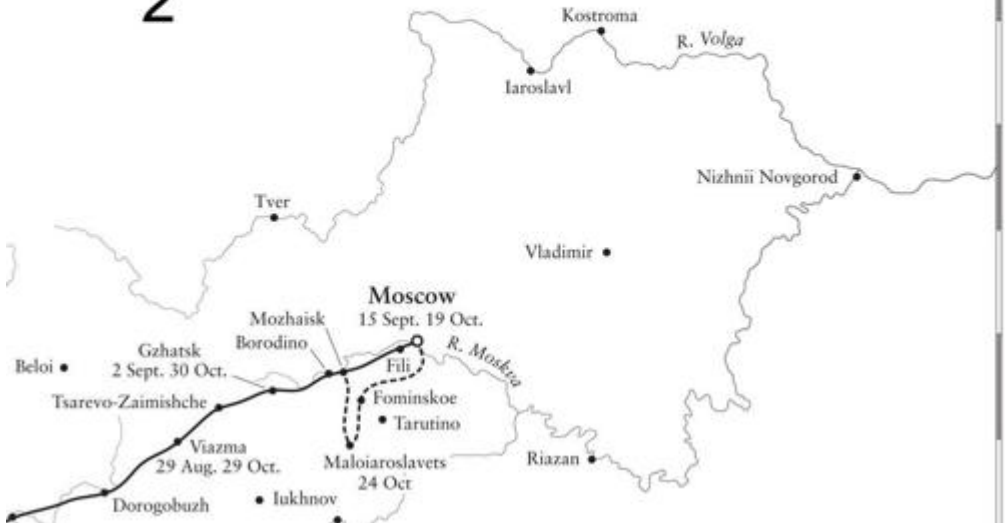 2
Kostroma
R. Volga
Iaroslavl
Nizhnii Novgorod
Tver
Vladimir
Moscow
15 Sept. 19 Oct.
Mozhaisk
Borodino
R. Moskva
Gzhatsk
2 Sept. 30 Oct.
Beloi
Fili
Tsarevo-Zaimishche
Fominskoe
Tarutino
Viazma
29 Aug. 29 Oct.
Maloiaroslavets
24 Oct
Riazan
Iukhnov
Dorogobuzh